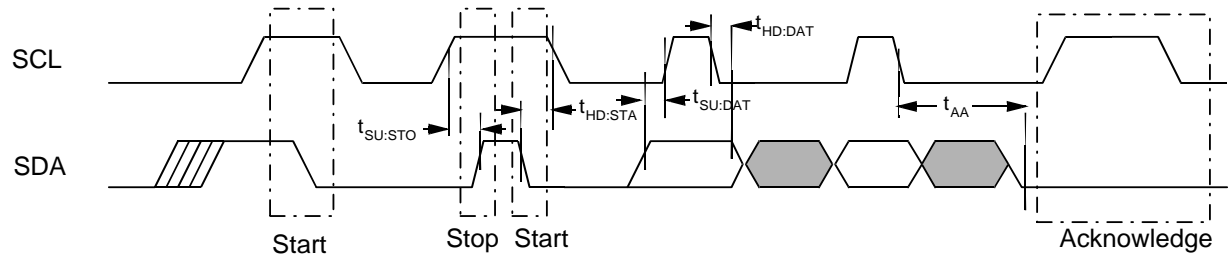 SCL
SDA
t_HD:DAT
t_SU:DAT
t_HD:STA
t_SU:STO
t_AA
Start
Stop
Start
Acknowledge